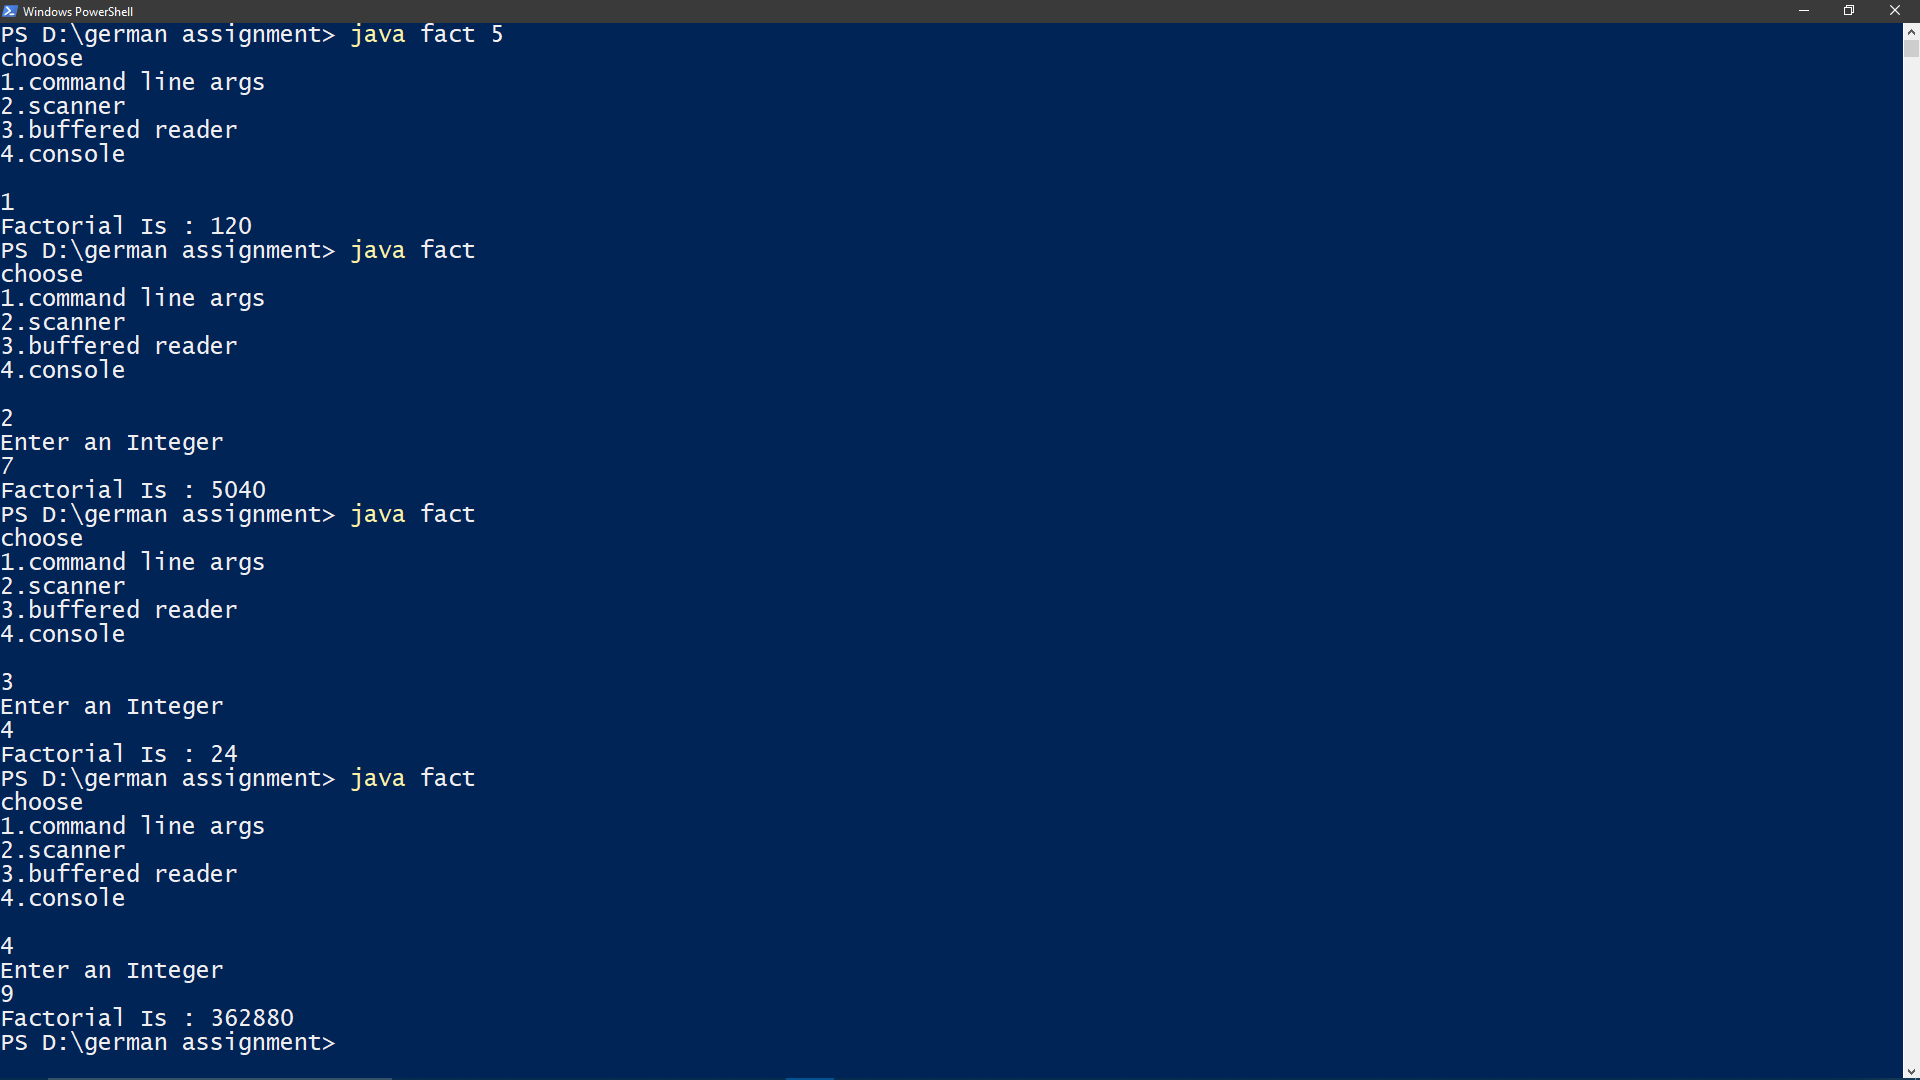 Windows PowerShell
PS D:\german assignment> java fact 5
choose
1.command line args
2.scanner
3.buffered reader
4.console
1
Factorial Is : 120
PS D:\german assignment> java fact
choose
1.command line args
2.scanner
3.buffered reader
4.console
2
Enter an Integer
7
Factorial Is : 5040
PS D:\german assignment> java fact
choose
1.command line args
2.scanner
3.buffered reader
4.console
3
Enter an Integer
4
Factorial Is : 24
PS D:\german assignment> java fact
choose
1.command line args
2.scanner
3.buffered reader
4.console
4
Enter an Integer
9
Factorial Is : 362880
PS D:\german assignment>